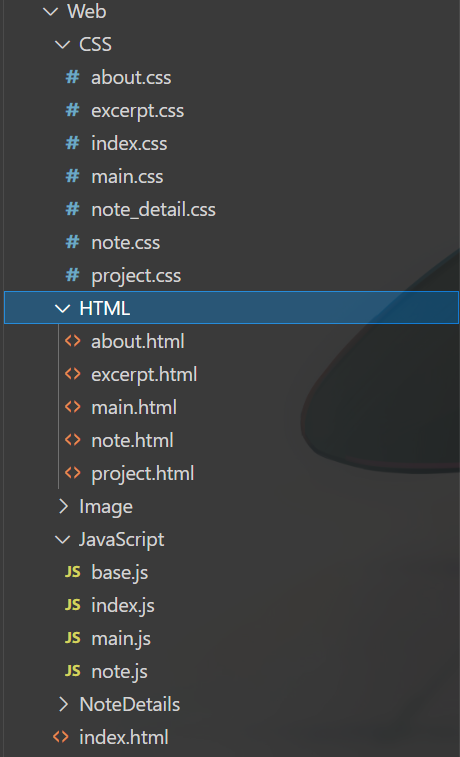 Web
CSS
# about.css
# excerpt.css
# index.css
# main.css
# note_detail.css
# note.css
# project.css
HTML
<> about.html
<> excerpt.html
<> main.html
<> note.html
<> project.html
Image
JavaScript
JS base.js
JS index.js
JS main.js
JS note.js
NoteDetails
<> index.html